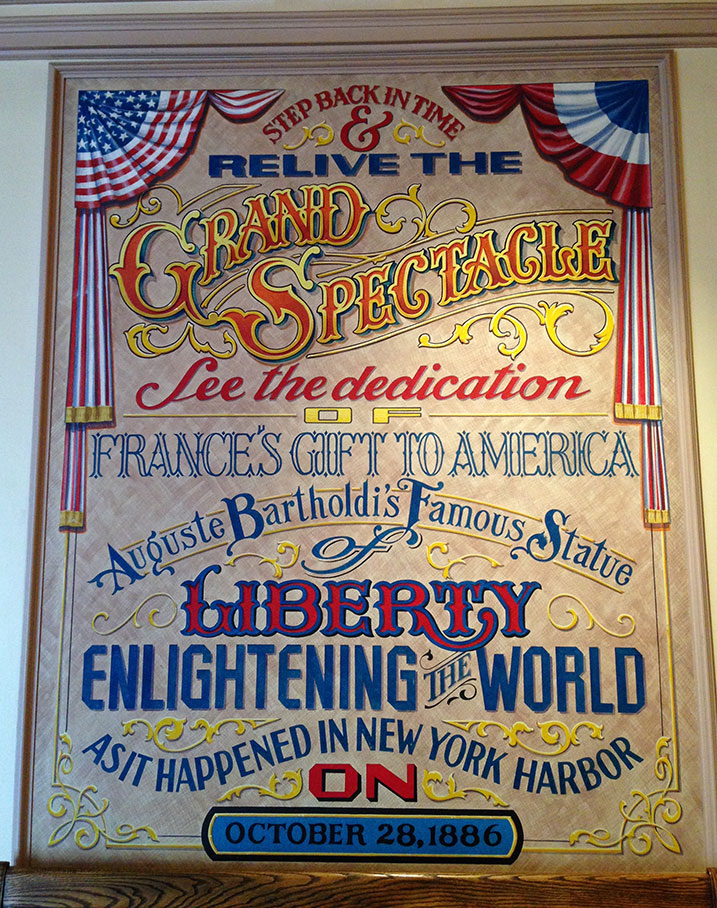 STEP BACK IN TIME
&
RELIVE THE
GRAND
SPECTACLE
See the dedication
OF
FRANCE'S GIFT TO AMERICA
AUGUSTE BARTHOLDI'S FAMOUS STATUE
of
LIBERTY
ENLIGHTENING THE WORLD
AS IT HAPPENED IN NEW YORK HARBOR
ON
OCTOBER 28, 1886